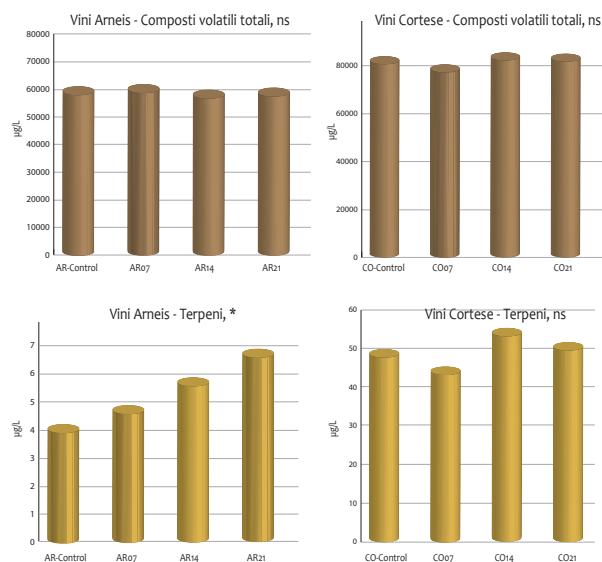 Vini Arneis - Composti volatili totali, ns
80000
70000
60000
50000
40000
30000
20000
10000
0
µg/L
AR-Control AR07 AR14 AR21
Vini Cortese - Composti volatili totali, ns
80000
60000
40000
20000
0
µg/L
CO-Control CO07 CO14 CO21
Vini Arneis - Terpeni, *
7
6
5
4
3
2
1
0
µg/L
AR-Control AR07 AR14 AR21
Vini Cortese - Terpeni, ns
60
50
40
30
20
10
0
µg/L
CO-Control CO07 CO14 CO21